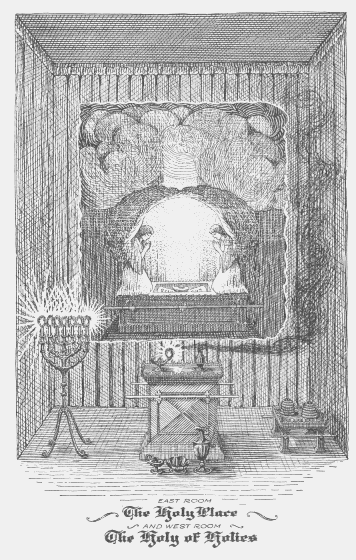 EAST ROOM
The Holy Place
AND WEST ROOM
The Holy of Holies